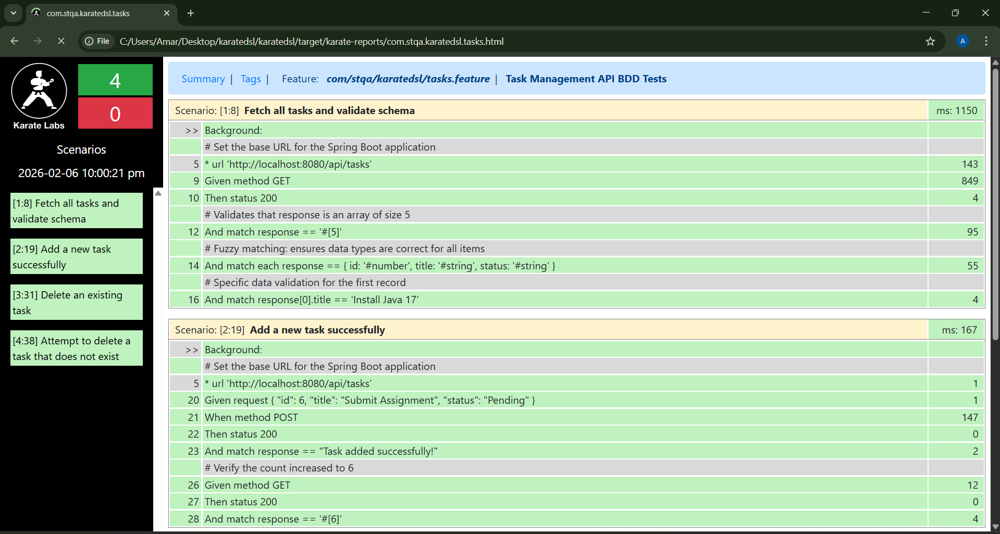 com.stqa.karatedsl.tasks
File C:/Users/Amar/Desktop/karatedsl/karatedsl/target/karate-reports/com.stqa.karatedsl.tasks.html
A
Karate Labs
4
0
Scenarios
2026-02-06 10:00:21 pm
[1:8] Fetch all tasks and
validate schema
[2:19] Add a new task
successfully
[3:31] Delete an existing
task
[4:38] Attempt to delete a
task that does not exist
Summary | Tags | Feature: com/stqa/karatedsl/tasks.feature | Task Management API BDD Tests
Scenario: [1:8] Fetch all tasks and validate schema ms: 1150
>> Background:
# Set the base URL for the Spring Boot application
5 * url 'http://localhost:8080/api/tasks' 143
9 Given method GET 849
10 Then status 200 4
# Validates that response is an array of size 5
12 And match response == '#[5]' 95
# Fuzzy matching: ensures data types are correct for all items
14 And match each response == { id: '#number', title: '#string', status: '#string' } 55
# Specific data validation for the first record
16 And match response[0].title == 'Install Java 17' 4
Scenario: [2:19] Add a new task successfully ms: 167
>> Background:
# Set the base URL for the Spring Boot application
5 * url 'http://localhost:8080/api/tasks' 1
20 Given request { "id": 6, "title": "Submit Assignment", "status": "Pending" } 1
21 When method POST 147
22 Then status 200 0
23 And match response == "Task added successfully!" 2
# Verify the count increased to 6
26 Given method GET 12
27 Then status 200 0
28 And match response == '#[6]' 4